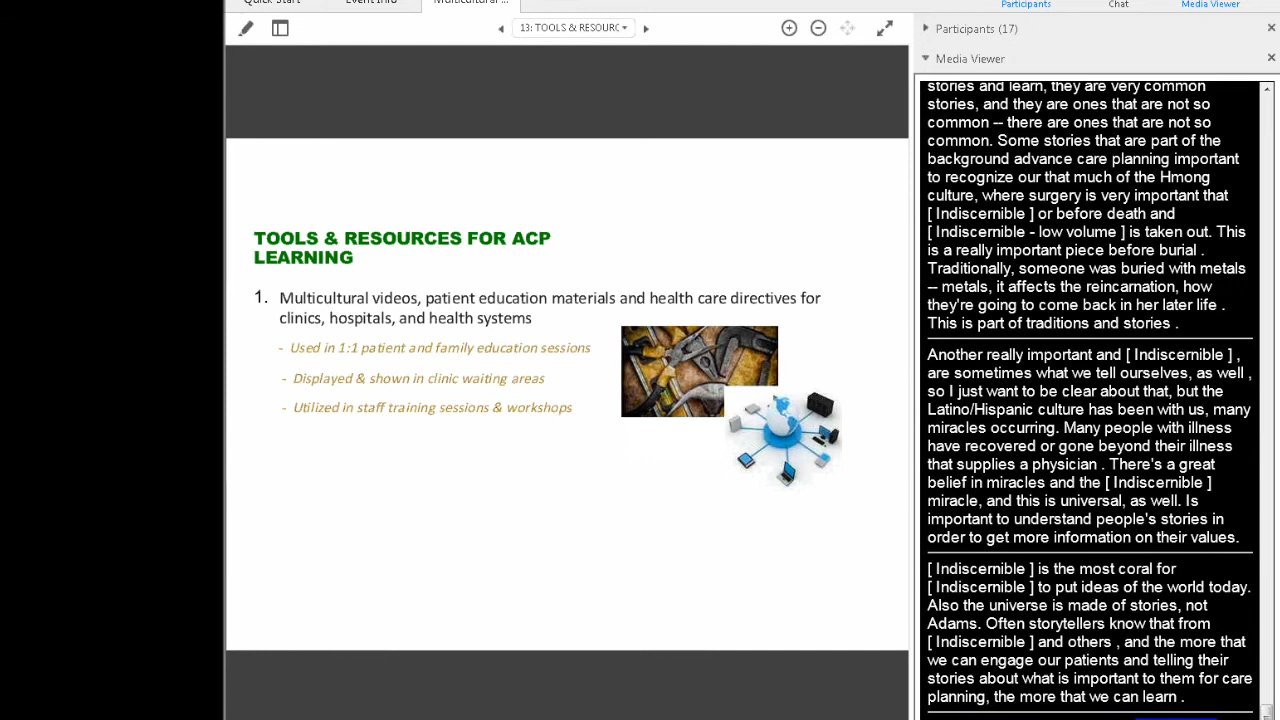 Quick Start Event Info Multicultural ...
Participants Chat Media Viewer
13: TOOLS & RESOURC
Participants (17)
Media Viewer
TOOLS & RESOURCES FOR ACP
LEARNING
1. Multicultural videos, patient education materials and health care directives for
clinics, hospitals, and health systems
- Used in 1:1 patient and family education sessions
- Displayed & shown in clinic waiting areas
- Utilized in staff training sessions & workshops
stories and learn, they are very common
stories, and they are ones that are not so
common -- there are ones that are not so
common. Some stories that are part of the
background advance care planning important
to recognize our that much of the Hmong
culture, where surgery is very important that
[ Indiscernible ] or before death and
[ Indiscernible - low volume ] is taken out. This
is a really important piece before burial .
Traditionally, someone was buried with metals
-- metals, it affects the reincarnation, how
they're going to come back in her later life .
This is part of traditions and stories .
Another really important and [ Indiscernible ] ,
are sometimes what we tell ourselves, as well ,
so I just want to be clear about that, but the
Latino/Hispanic culture has been with us, many
miracles occurring. Many people with illness
have recovered or gone beyond their illness
that supplies a physician . There's a great
belief in miracles and the [ Indiscernible ]
miracle, and this is universal, as well. Is
important to understand people's stories in
order to get more information on their values.
[ Indiscernible ] is the most coral for
[ Indiscernible ] to put ideas of the world today.
Also the universe is made of stories, not
Adams. Often storytellers know that from
[ Indiscernible ] and others , and the more that
we can engage our patients and telling their
stories about what is important to them for care
planning, the more that we can learn .